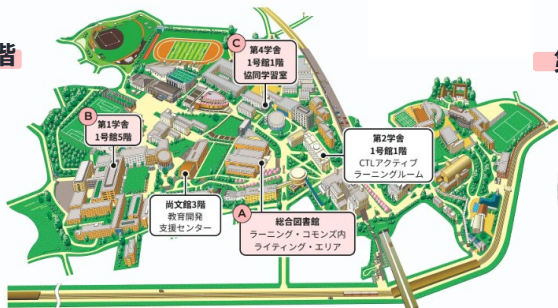 階
C
第4学舎
1号館1階
協同学習室
B
第1学舎
1号館5階
第2学舎
1号館1階
CTLアクティブ
ラーニングルーム
尚文館3階
教育開発
支援センター
A
総合図書館
ラーニング・コモンズ内
ライティング・エリア